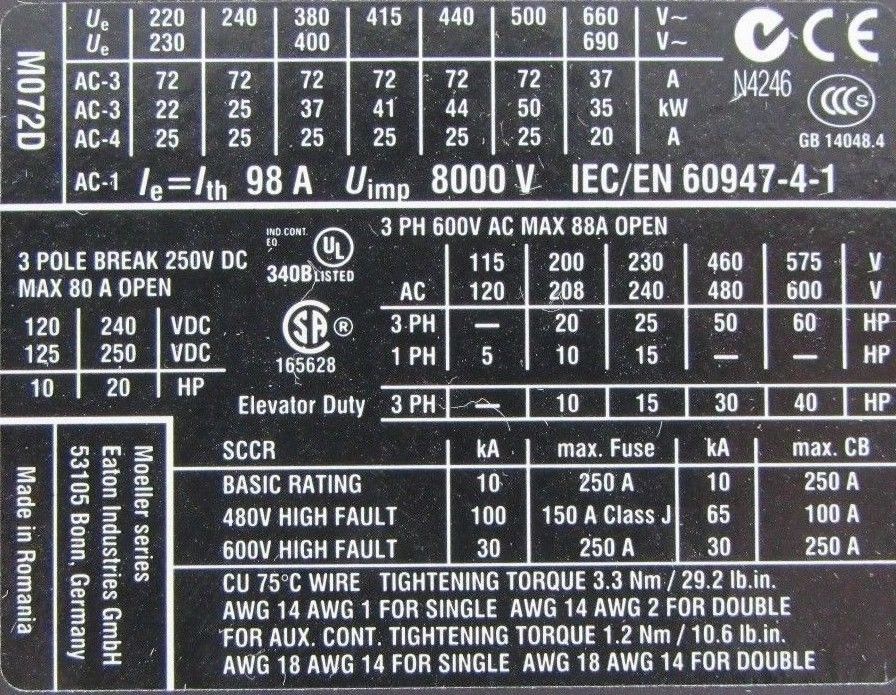 M072D
Ue 220 240 380 415 440 500 660 V~
Ue 230 400 690 V~
AC-3 72 72 72 72 72 72 37 A
AC-3 22 25 37 41 44 50 35 kW
AC-4 25 25 25 25 25 25 20 A
AC-1 Ie=Ith 98 A Uimp 8000 V IEC/EN 60947-4-1
CE
N4246
CCC S
GB 14048.4
3 POLE BREAK 250V DC
MAX 80 A OPEN
120 240 VDC
125 250 VDC
10 20 HP
IND.CONT.
EQ.
UL
340B LISTED
SA ®
165628
3 PH 600V AC MAX 88A OPEN
115 200 230 460 575 V
AC 120 208 240 480 600 V
3 PH — 20 25 50 60 HP
1 PH 5 10 15 — — HP
Elevator Duty 3 PH — 10 15 30 40 HP
Made in Romania
Moeller series
Eaton Industries GmbH
53105 Bonn, Germany
SCCR kA max. Fuse kA max. CB
BASIC RATING 10 250 A 10 250 A
480V HIGH FAULT 100 150 A Class J 65 100 A
600V HIGH FAULT 30 250 A 30 250 A
CU 75°C WIRE TIGHTENING TORQUE 3.3 Nm / 29.2 lb.in.
AWG 14 AWG 1 FOR SINGLE AWG 14 AWG 2 FOR DOUBLE
FOR AUX. CONT. TIGHTENING TORQUE 1.2 Nm / 10.6 lb.in.
AWG 18 AWG 14 FOR SINGLE AWG 18 AWG 14 FOR DOUBLE